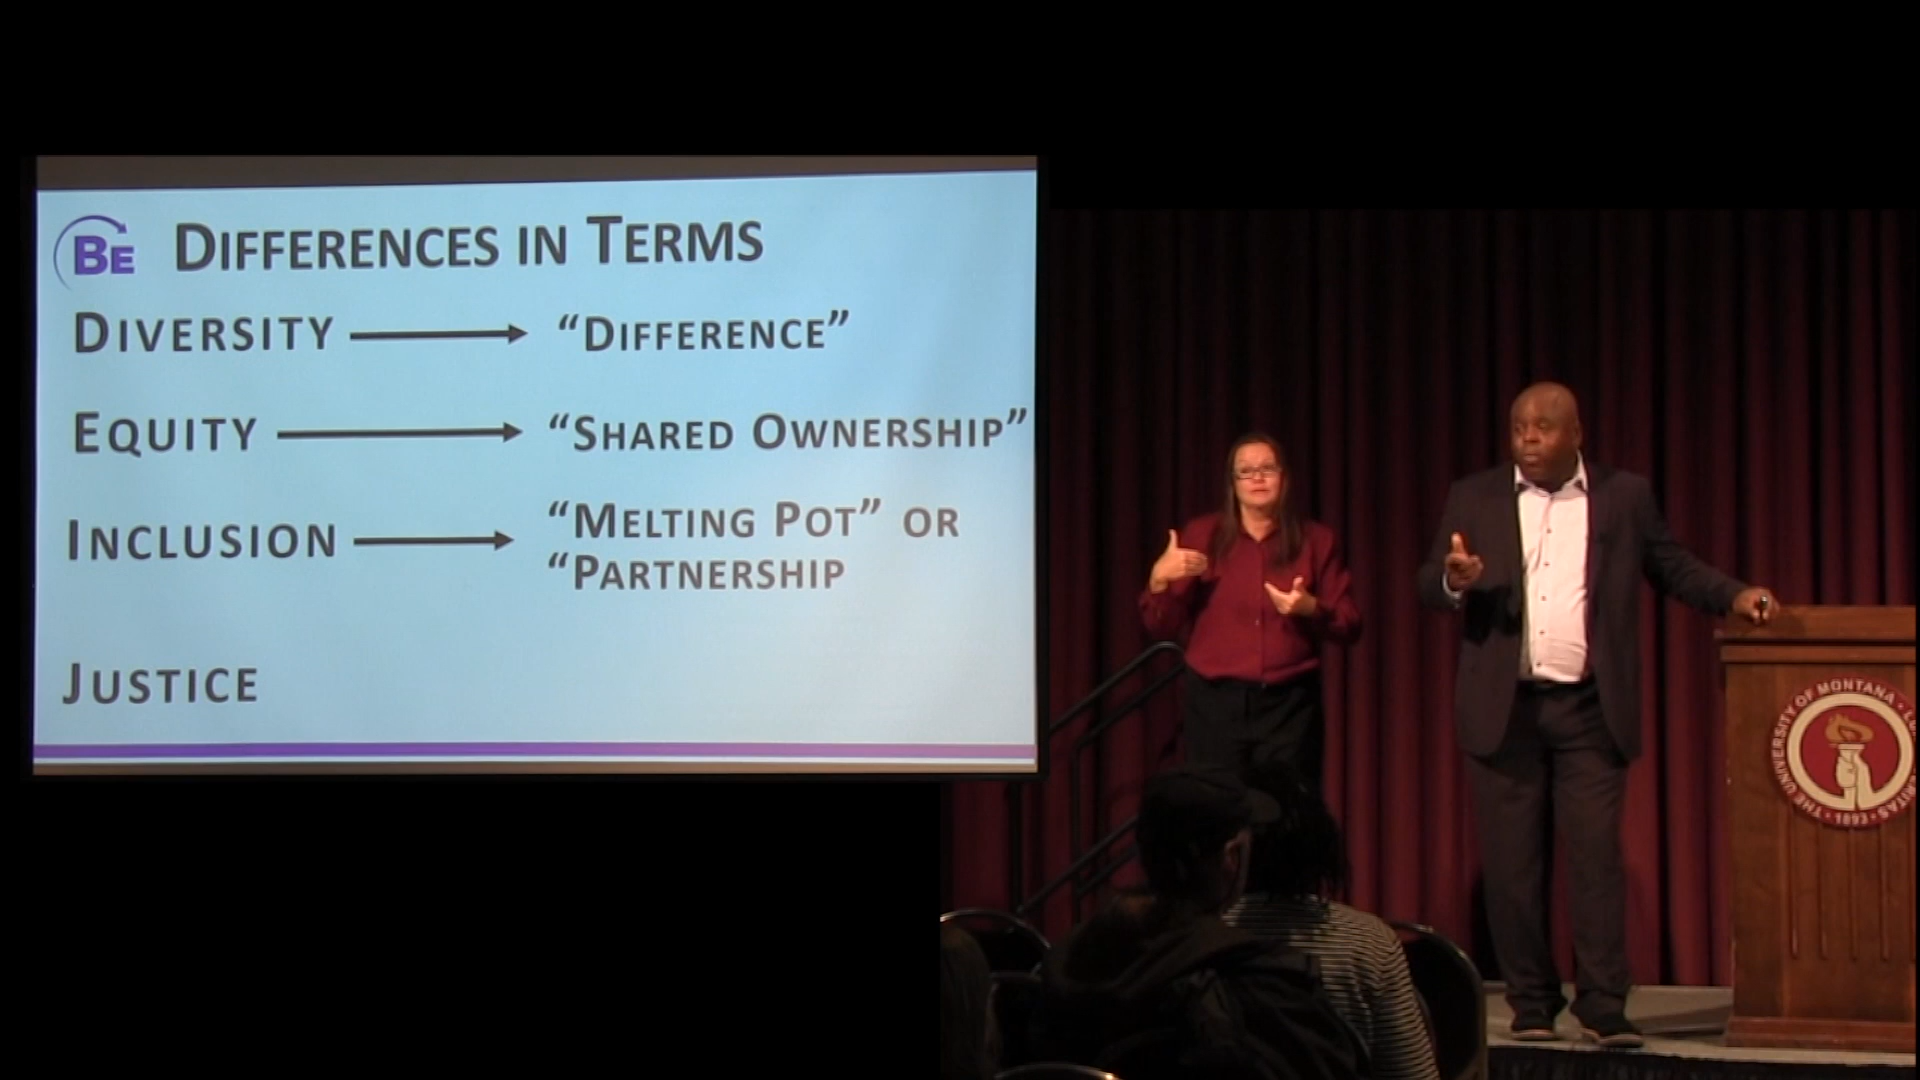 BE
DIFFERENCES IN TERMS
DIVERSITY
“DIFFERENCE”
EQUITY
“SHARED OWNERSHIP”
INCLUSION
“MELTING POT” OR
“PARTNERSHIP
JUSTICE
THE UNIVERSITY OF MONTANA
1893